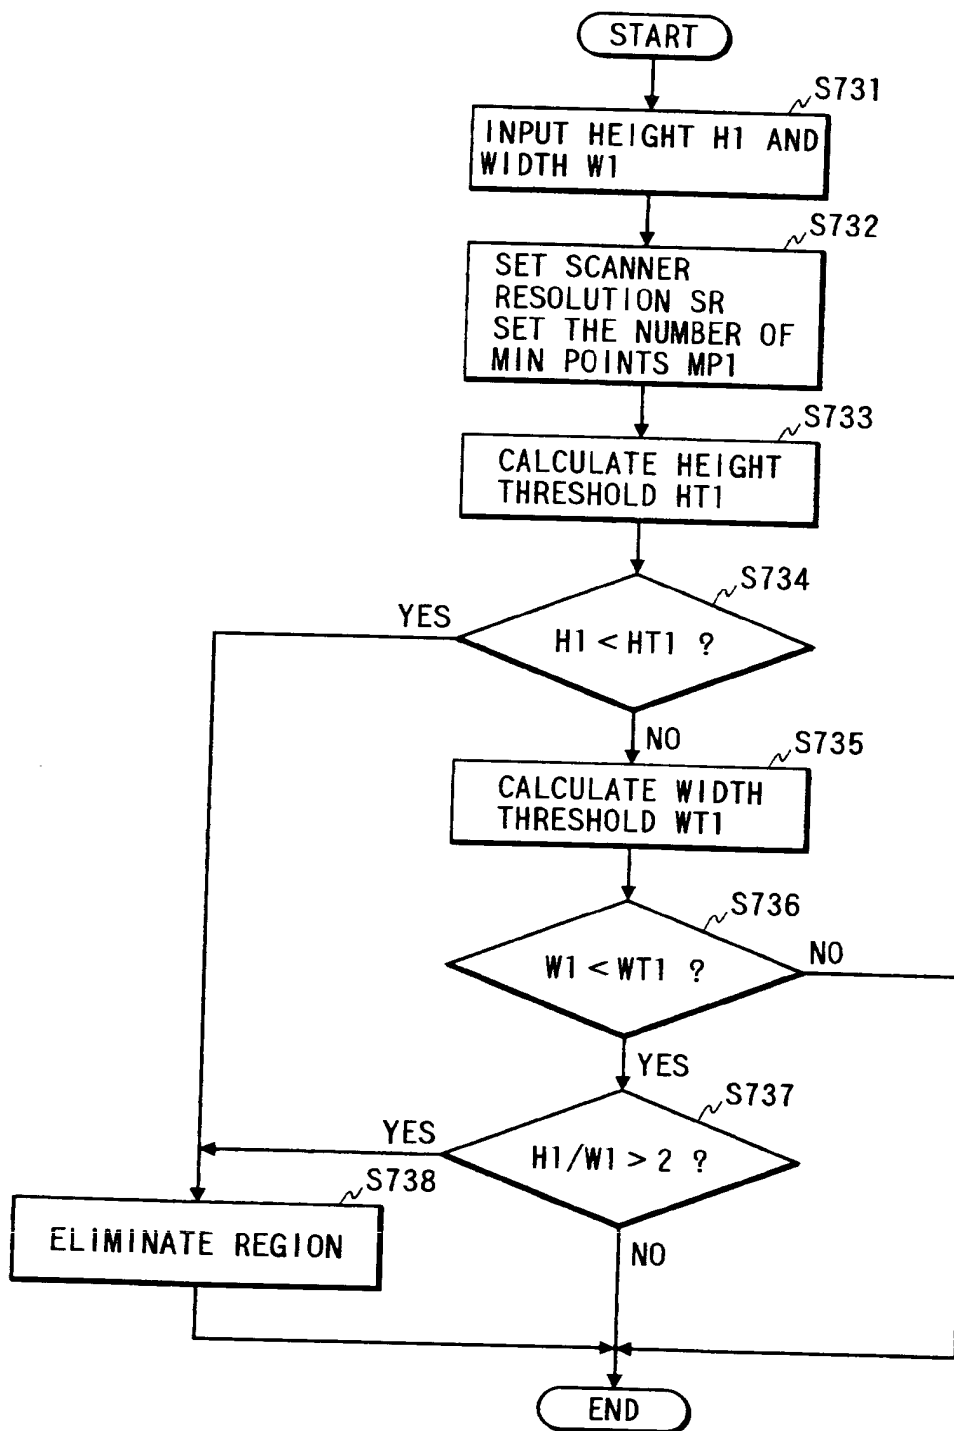 START
S731
INPUT HEIGHT H1 AND
WIDTH W1
S732
SET SCANNER
RESOLUTION SR
SET THE NUMBER OF
MIN POINTS MP1
S733
CALCULATE HEIGHT
THRESHOLD HT1
S734
YES
H1 < HT1 ?
NO
S735
CALCULATE WIDTH
THRESHOLD WT1
S736
NO
W1 < WT1 ?
YES
S737
YES
H1/W1 > 2 ?
S738
ELIMINATE REGION
NO
END